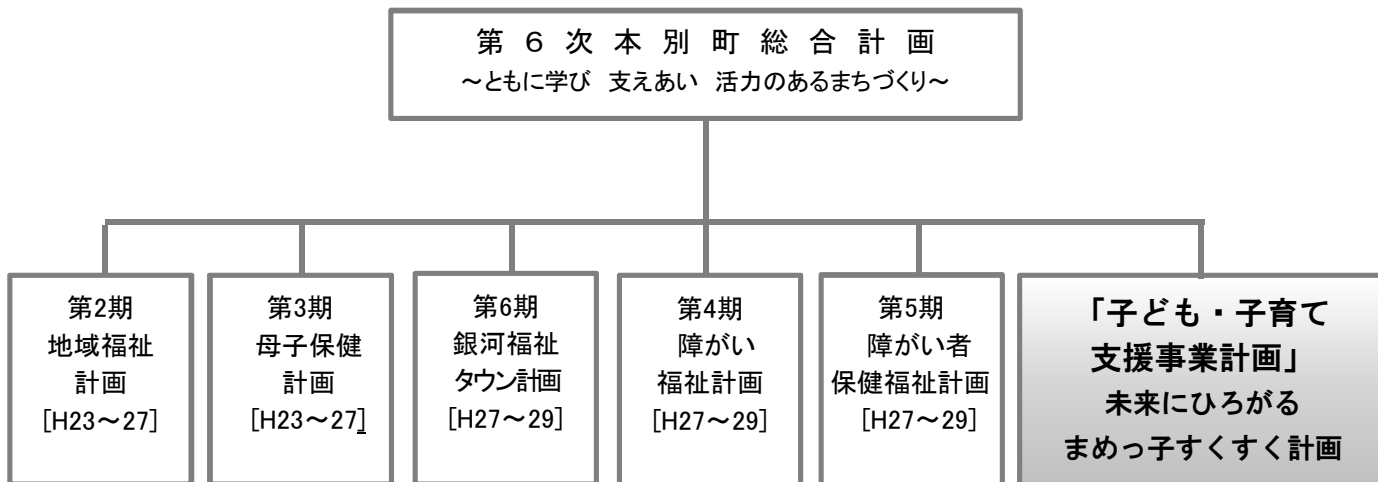 第６次本別町総合計画
～ともに学び　支えあい　活力のあるまちづくり～
第2期
地域福祉
計画
[H23～27]
第3期
母子保健
計画
[H23～27]
第6期
銀河福祉
タウン計画
[H27～29]
第4期
障がい
福祉計画
[H27～29]
第5期
障がい者
保健福祉計画
[H27～29]
「子ども・子育て
支援事業計画」
未来にひろがる
まめっ子すくすく計画